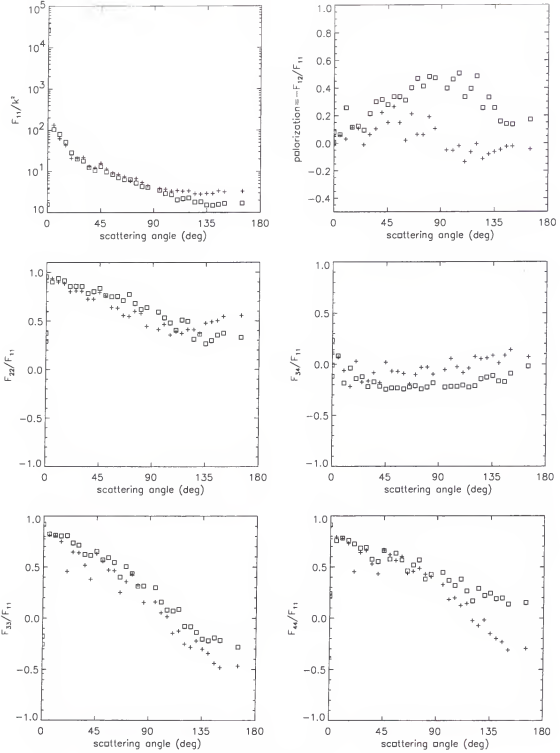 10⁵
10⁴
10³
10²
10¹
10
F₁₁/k²
0 45 90 135 180
scattering angle (deg)
1.0
0.8
0.6
0.4
0.2
0.0
−0.2
−0.4
polarization=−F₁₂/F₁₁
0 45 90 135 180
scattering angle (deg)
1.0
0.5
0.0
−0.5
−1.0
F₂₂/F₁₁
0 45 90 135 180
scattering angle (deg)
1.0
0.5
0.0
−0.5
−1.0
F₃₄/F₁₁
0 45 90 135 180
scattering angle (deg)
1.0
0.5
0.0
−0.5
−1.0
F₃₃/F₁₁
0 45 90 135 180
scattering angle (deg)
1.0
0.5
0.0
−0.5
−1.0
F₄₄/F₁₁
0 45 90 135 180
scattering angle (deg)